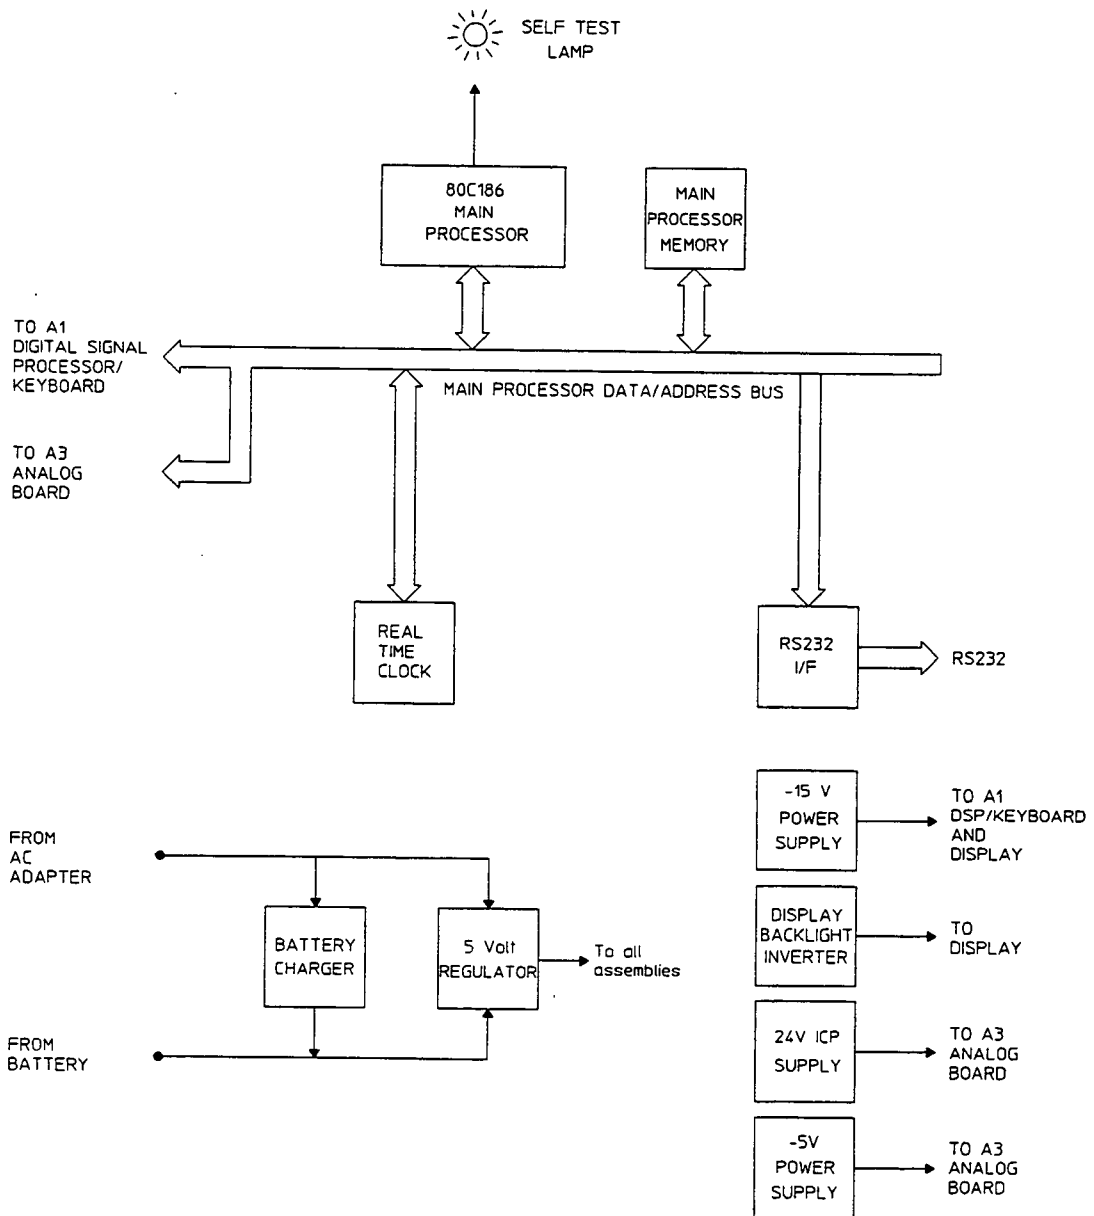 SELF TEST
LAMP
80C186
MAIN
PROCESSOR
MAIN
PROCESSOR
MEMORY
TO A1
DIGITAL SIGNAL
PROCESSOR/
KEYBOARD
MAIN PROCESSOR DATA/ADDRESS BUS
TO A3
ANALOG
BOARD
REAL
TIME
CLOCK
RS232
I/F
RS232
-15 V
POWER
SUPPLY
TO A1
DSP/KEYBOARD
AND
DISPLAY
FROM
AC
ADAPTER
BATTERY
CHARGER
5 Volt
REGULATOR
To all
assemblies
DISPLAY
BACKLIGHT
INVERTER
TO
DISPLAY
FROM
BATTERY
24V ICP
SUPPLY
TO A3
ANALOG
BOARD
-5V
POWER
SUPPLY
TO A3
ANALOG
BOARD